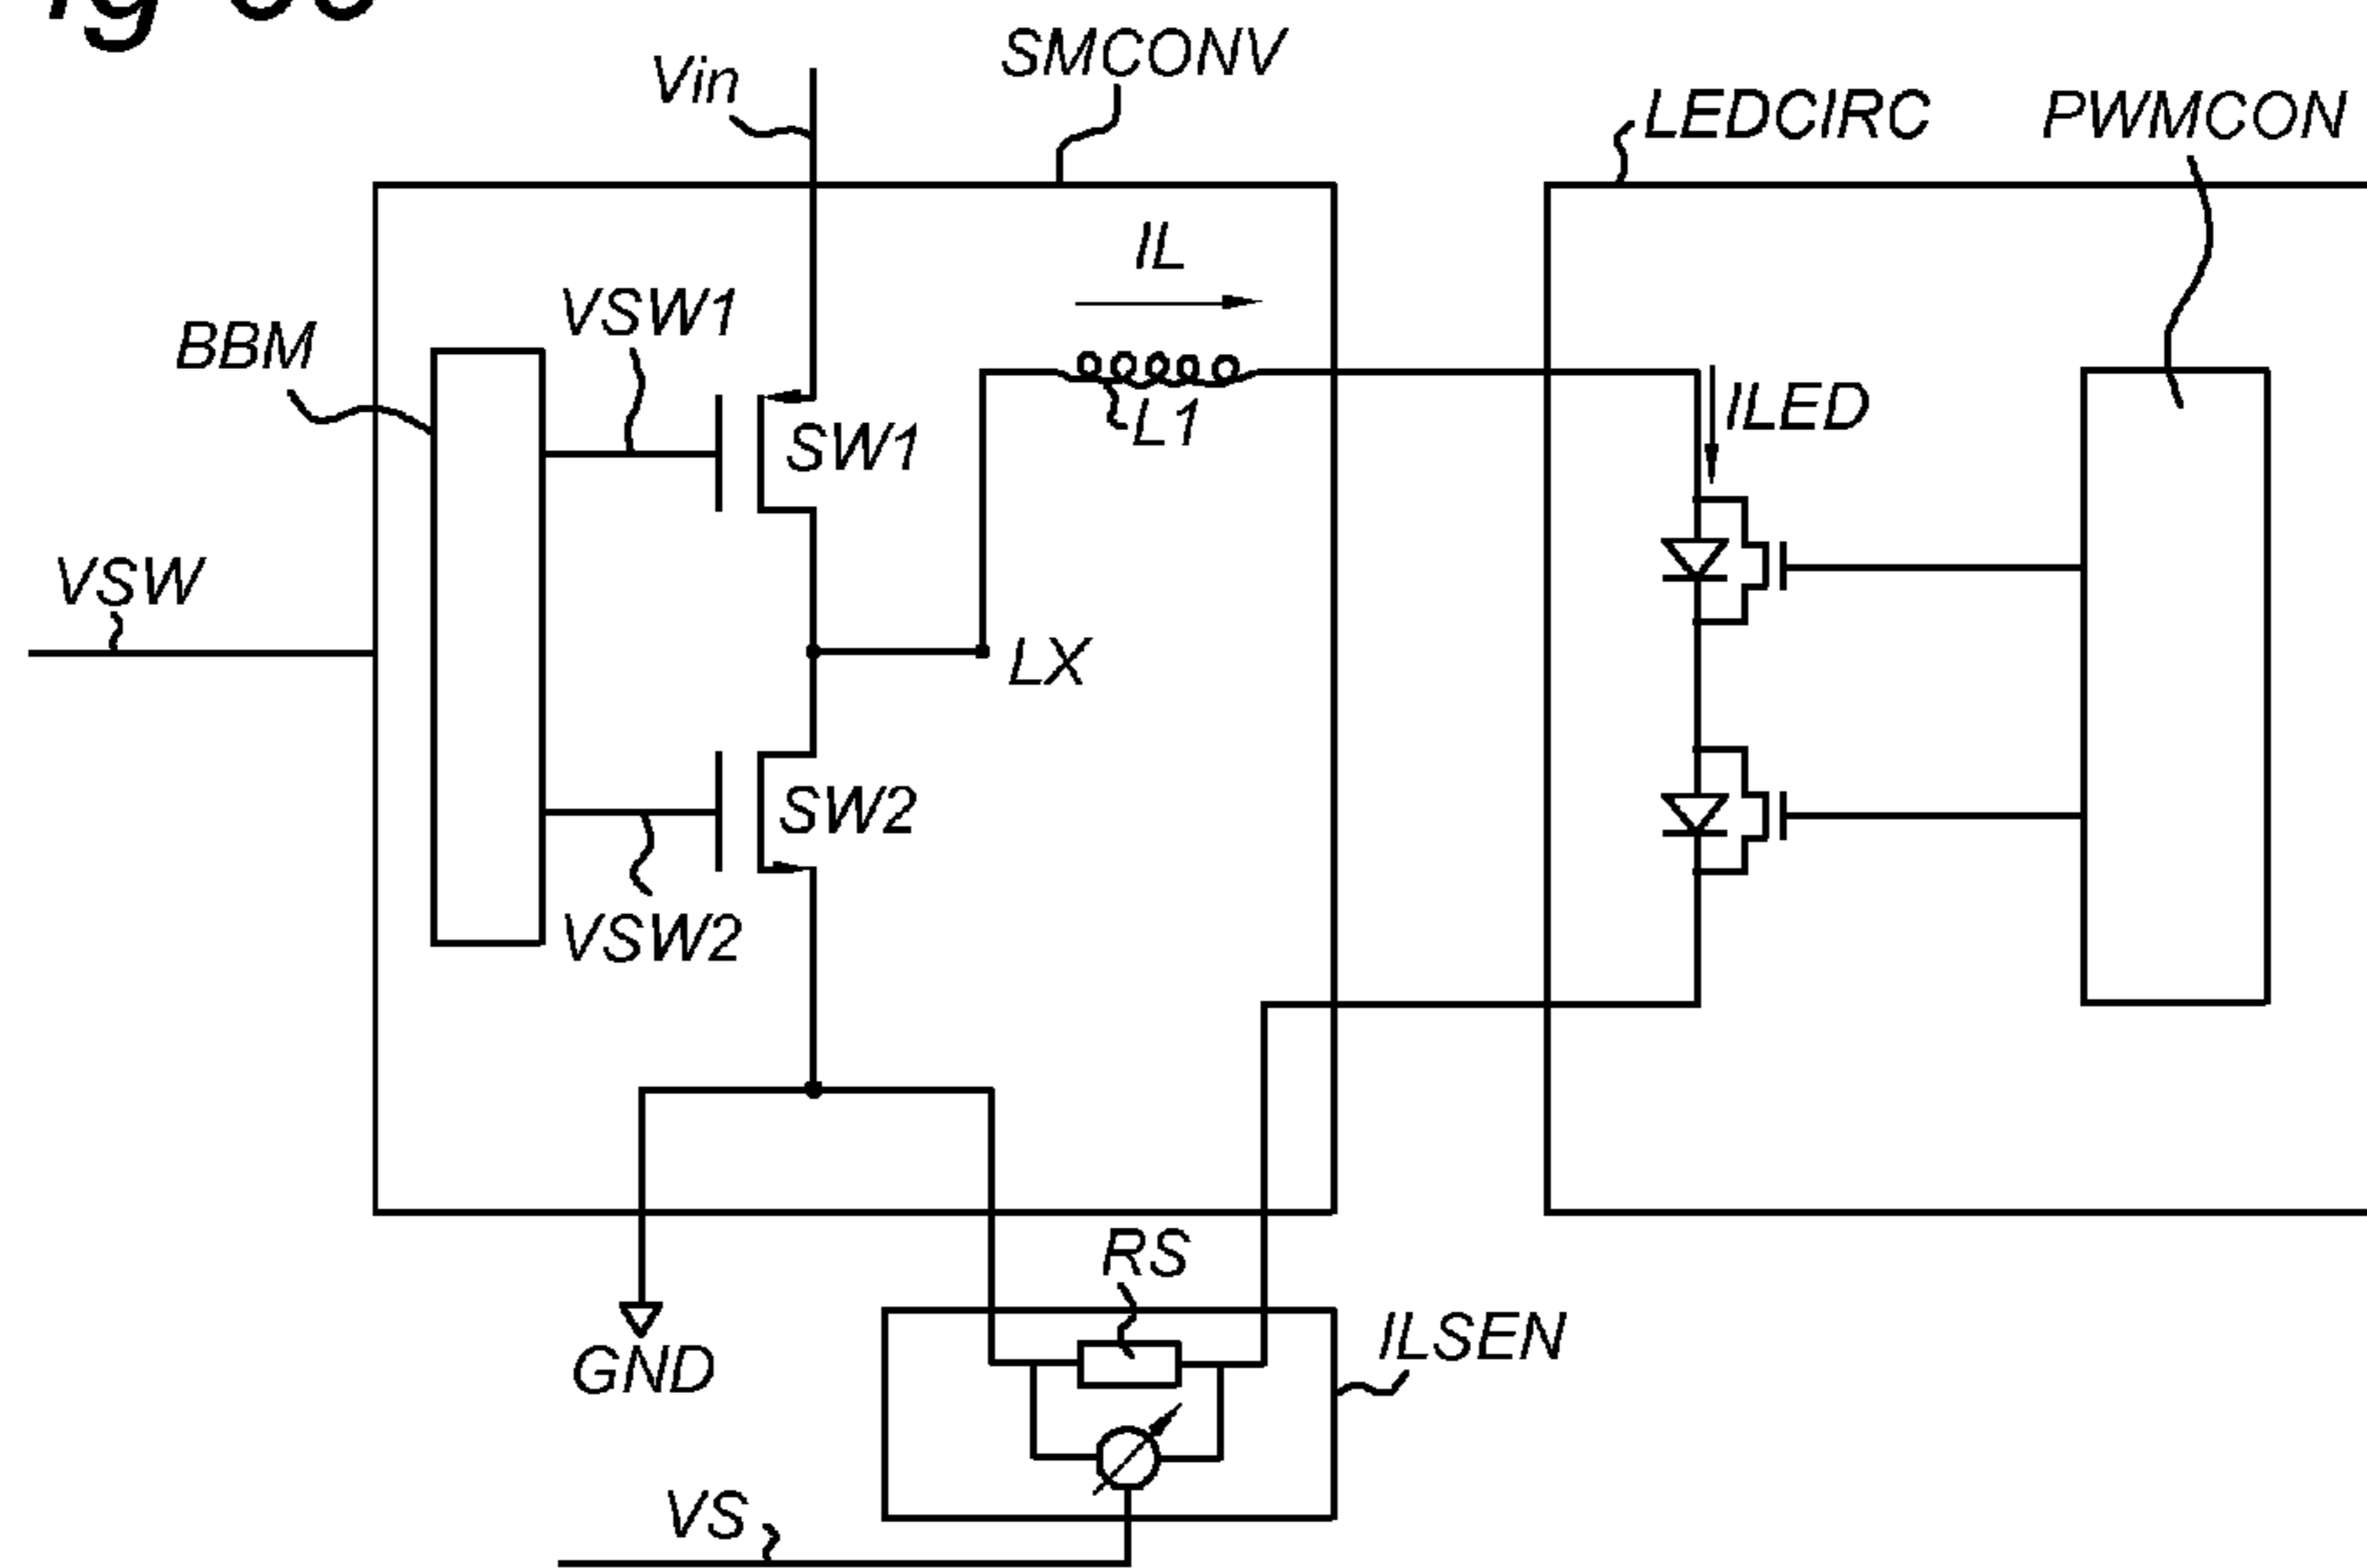 SMCONV
Vin
LEDCIRC
PWMCON
IL
VSW1
BBM
L1
ILED
SW1
VSW
LX
SW2
VSW2
RS
ILSEN
GND
VS